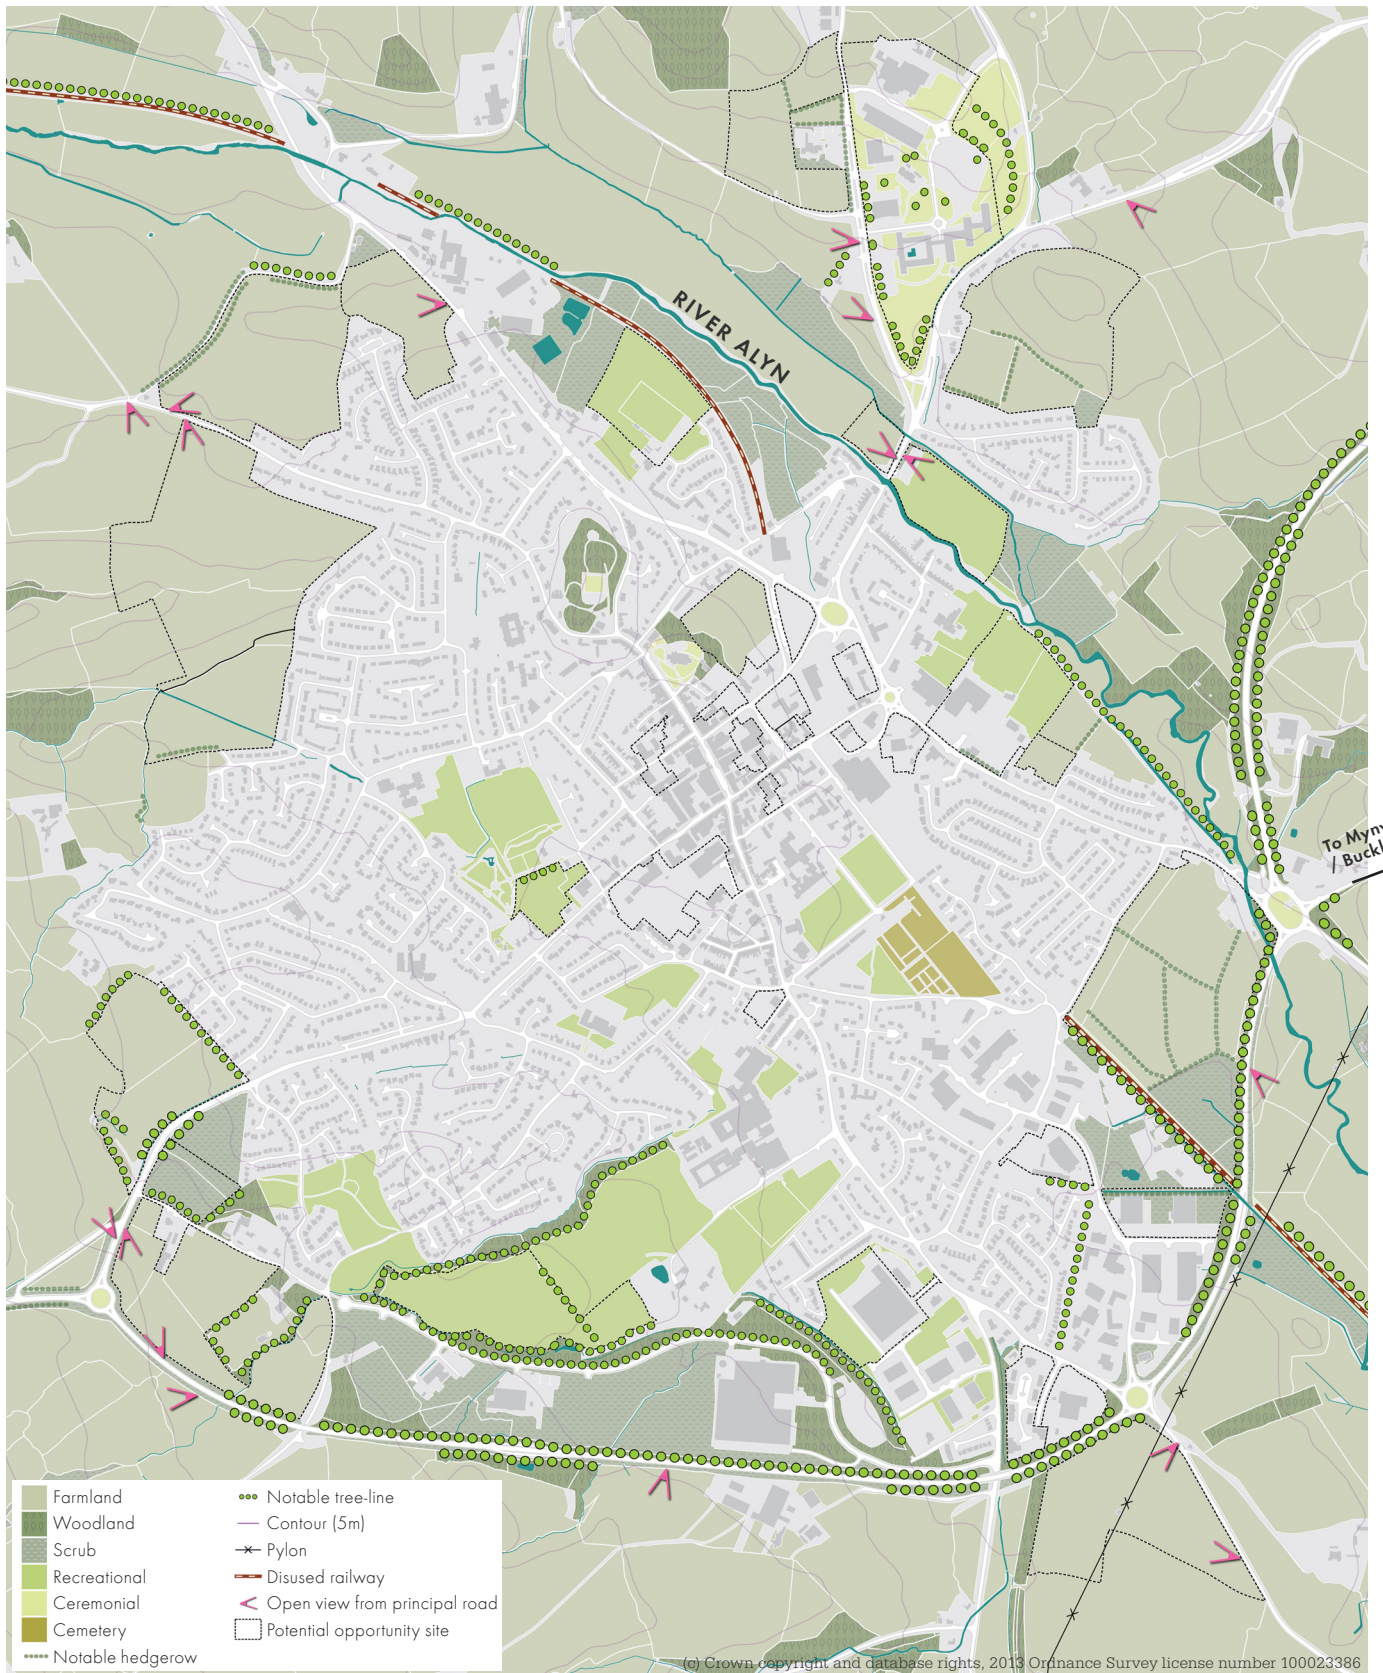 RIVER ALYN
To Myn
/ Buckl
Farmland
Woodland
Scrub
Recreational
Ceremonial
Cemetery
Notable hedgerow
Notable tree-line
Contour (5m)
Pylon
Disused railway
Open view from principal road
Potential opportunity site
(c) Crown copyright and database rights, 2013 Ordnance Survey license number 100023386